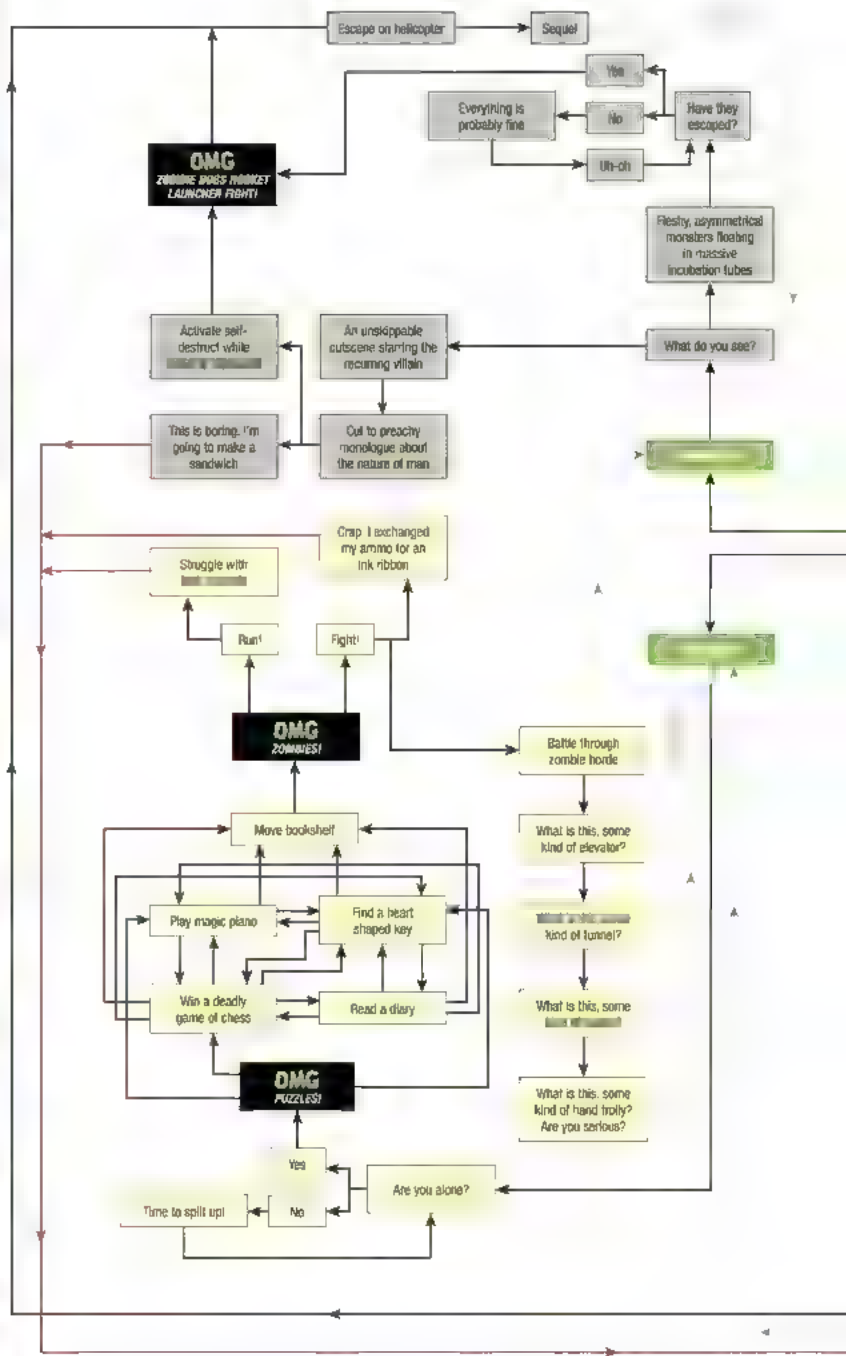 Escape on helicopter
Sequel
Yes
Everything is
probably fine
No
Have they
escaped?
Uh-oh
OMG
ZOMBIE BOSS ROCKET
LAUNCHER FIGHT!
Fleshy, asymmetrical
monsters floating
in massive
incubation tubes
Activate self-
destruct while
An unskippable
cutscene starring the
recurring villain
What do you see?
This is boring. I'm
going to make a
sandwich
Cut to preachy
monologue about
the nature of man
Crap I exchanged
my ammo for an
ink ribbon
Struggle with
Run!
Fight!
OMG
ZOMBIES!
Battle through
zombie horde
Move bookshelf
What is this, some
kind of elevator?
Play magic piano
Find a heart
shaped key
kind of tunnel?
Win a deadly
game of chess
Read a diary
What is this, some
OMG
PUZZLES!
What is this, some
kind of hand trolly?
Are you serious?
Yes
Are you alone?
Time to split up!
No